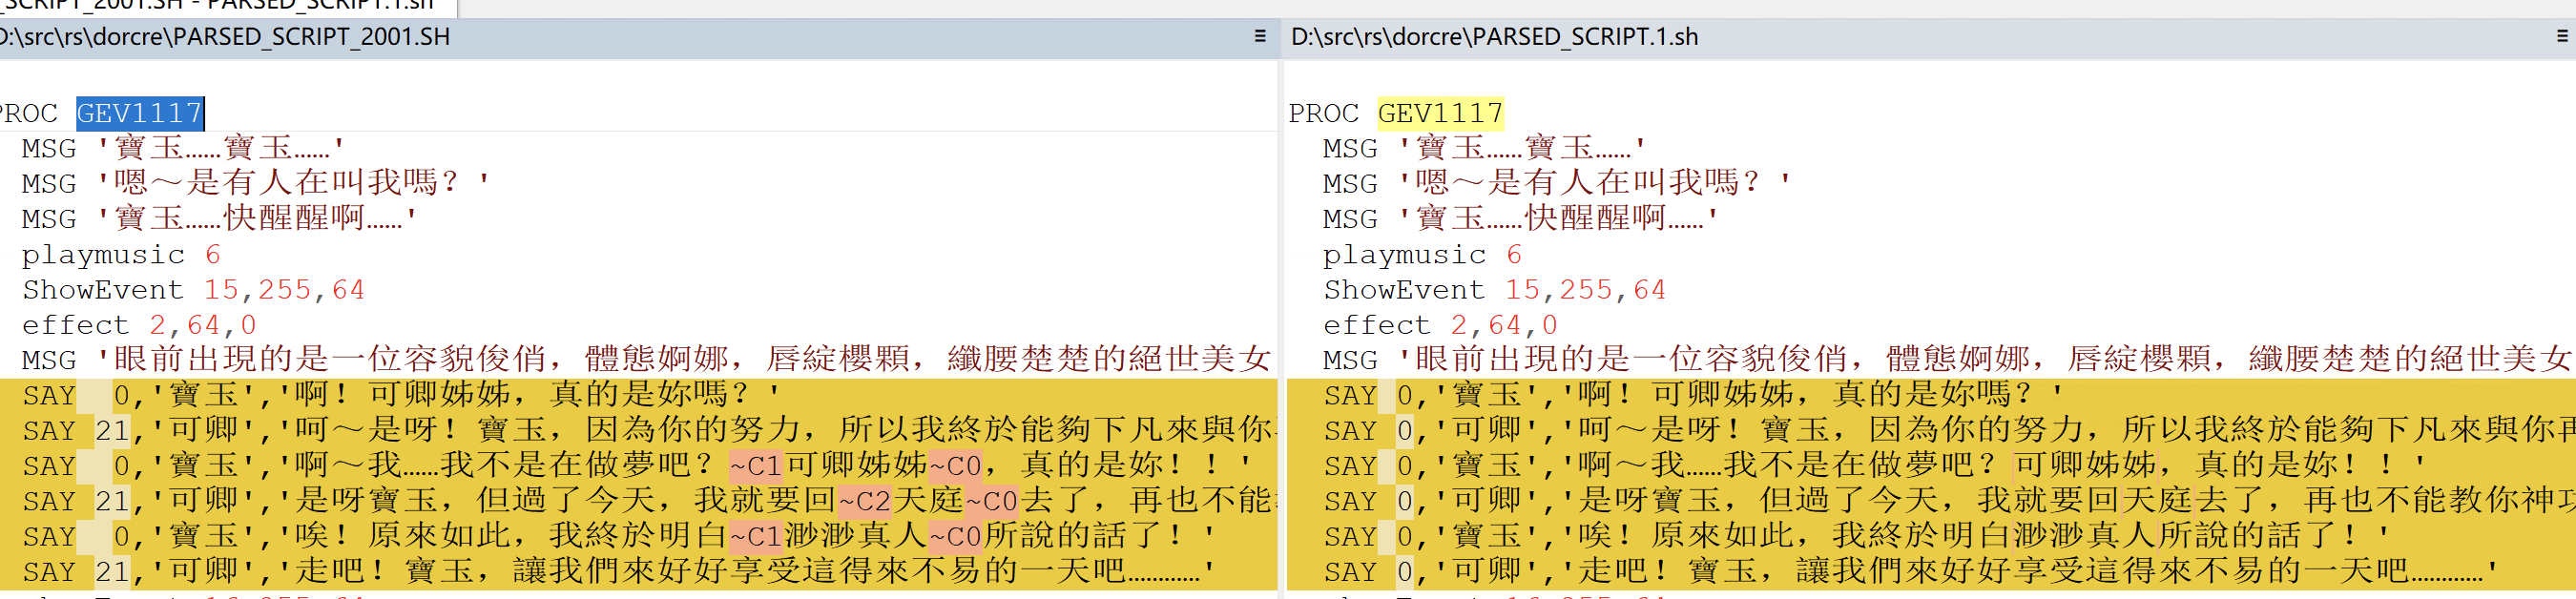 _SCRIPT_2001.SH - PARSED_SCRIPT.1.sh
D:\src\rs\dorcre\PARSED_SCRIPT_2001.SH
PROC GEV1117
MSG '寶玉……寶玉……'
MSG '嗯～是有人在叫我嗎？'
MSG '寶玉……快醒醒啊……'
playmusic 6
ShowEvent 15,255,64
effect 2,64,0
MSG '眼前出現的是一位容貌俊俏，體態婀娜，唇綻櫻顆，纖腰楚楚的絕世美女
SAY  0,'寶玉','啊！可卿姊姊，真的是妳嗎？'
SAY 21,'可卿','呵～是呀！寶玉，因為你的努力，所以我終於能夠下凡來與你
SAY  0,'寶玉','啊～我……我不是在做夢吧？~C1可卿姊姊~C0，真的是妳！！'
SAY 21,'可卿','是呀寶玉，但過了今天，我就要回~C2天庭~C0去了，再也不能
SAY  0,'寶玉','唉！原來如此，我終於明白~C1渺渺真人~C0所說的話了！'
SAY 21,'可卿','走吧！寶玉，讓我們來好好享受這得來不易的一天吧…………'
D:\src\rs\dorcre\PARSED_SCRIPT.1.sh
PROC GEV1117
MSG '寶玉……寶玉……'
MSG '嗯～是有人在叫我嗎？'
MSG '寶玉……快醒醒啊……'
playmusic 6
ShowEvent 15,255,64
effect 2,64,0
MSG '眼前出現的是一位容貌俊俏，體態婀娜，唇綻櫻顆，纖腰楚楚的絕世美女
SAY 0,'寶玉','啊！可卿姊姊，真的是妳嗎？'
SAY 0,'可卿','呵～是呀！寶玉，因為你的努力，所以我終於能夠下凡來與你再
SAY 0,'寶玉','啊～我……我不是在做夢吧？可卿姊姊，真的是妳！！'
SAY 0,'可卿','是呀寶玉，但過了今天，我就要回天庭去了，再也不能教你神功
SAY 0,'寶玉','唉！原來如此，我終於明白渺渺真人所說的話了！'
SAY 0,'可卿','走吧！寶玉，讓我們來好好享受這得來不易的一天吧…………'